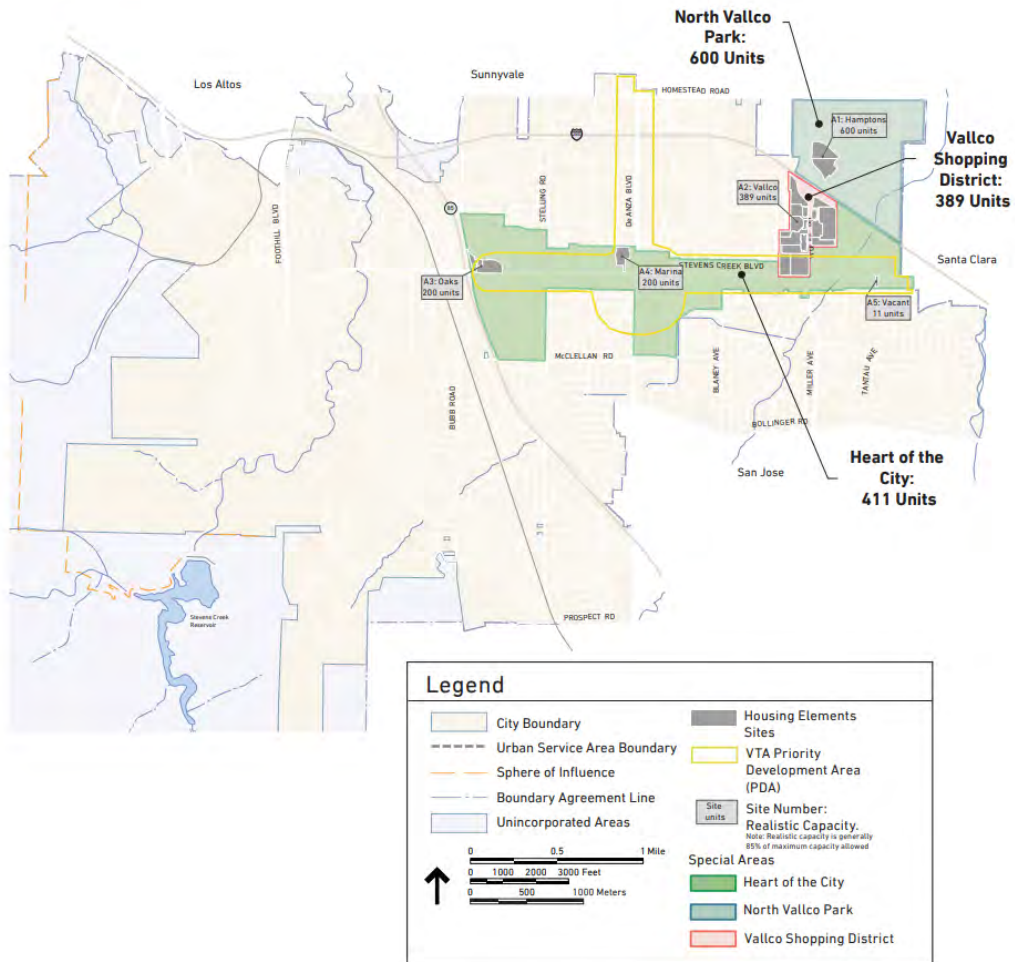 North Vallco
Park:
600 Units
Los Altos
Sunnyvale
HOMESTEAD ROAD
A1: Hamptons
600 units
Vallco
Shopping
District:
389 Units
A2: Vallco
389 units
85
STELLING RD
DeANZA BLVD
FOOTHILL BLVD
STEVENS CREEK BLVD
Santa Clara
A3: Oaks
200 units
A4: Marina
200 units
A5: Vacant
11 units
McCLELLAN RD
BLANEY AVE
MILLER AVE
TANTAU AVE
BUBB ROAD
BOLLINGER RD
San Jose
Heart of the
City:
411 Units
Stevens Creek
Reservoir
PROSPECT RD
Legend
City Boundary
Urban Service Area Boundary
Sphere of Influence
Boundary Agreement Line
Unincorporated Areas
0 0.5 1 Mile
0 1000 2000 3000 Feet
0 500 1000 Meters
Housing Elements
Sites
VTA Priority
Development Area
(PDA)
Site
units
Site Number:
Realistic Capacity.
Note: Realistic capacity is generally
85% of maximum capacity allowed
Special Areas
Heart of the City
North Vallco Park
Vallco Shopping District